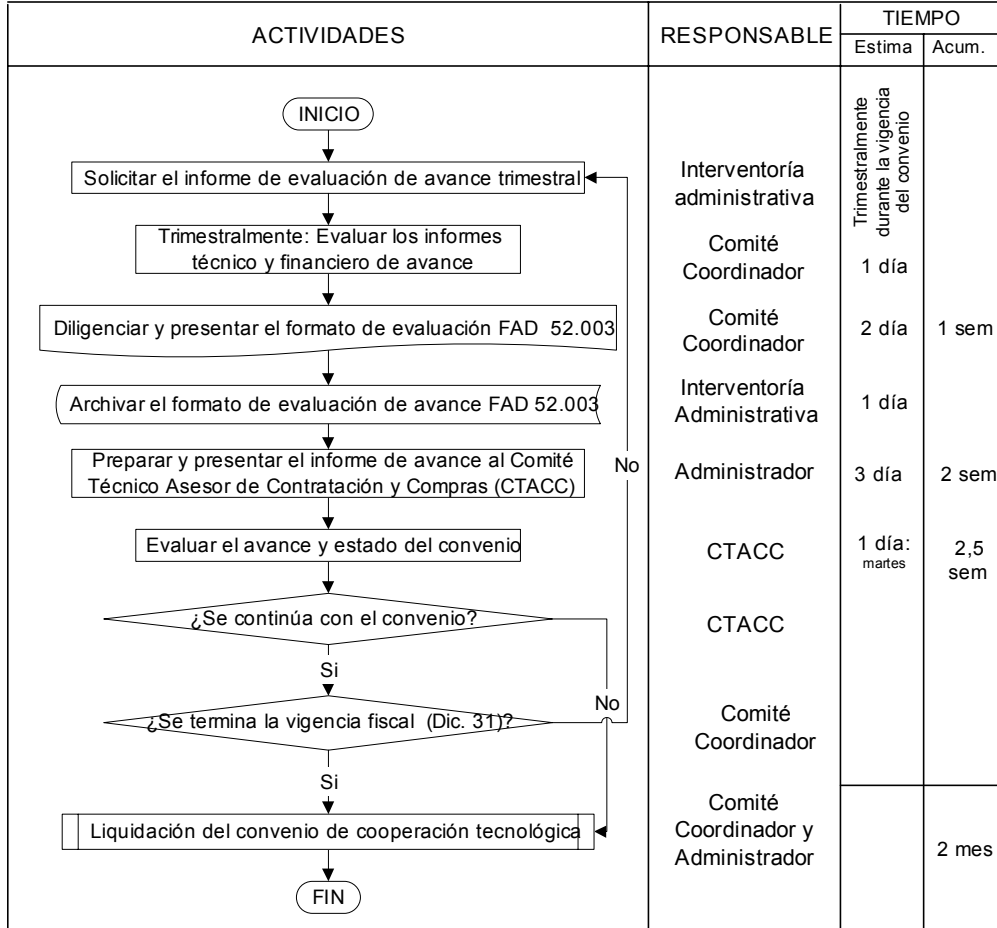 ACTIVIDADES
RESPONSABLE
TIEMPO
Estima
Acum.
INICIO
Solicitar el informe de evaluación de avance trimestral
Interventoría
administrativa
Trimestralmente
durante la vigencia
del convenio
Trimestralmente: Evaluar los informes
técnico y financiero de avance
Comité
Coordinador
1 día
Diligenciar y presentar el formato de evaluación FAD 52.003
Comité
Coordinador
2 día
1 sem
Archivar el formato de evaluación de avance FAD 52.003
Interventoría
Administrativa
1 día
Preparar y presentar el informe de avance al Comité
Técnico Asesor de Contratación y Compras (CTACC)
No
Administrador
3 día
2 sem
Evaluar el avance y estado del convenio
CTACC
1 día:
martes
2,5
sem
¿Se continúa con el convenio?
CTACC
Si
No
¿Se termina la vigencia fiscal (Dic. 31)?
Comité
Coordinador
Si
Liquidación del convenio de cooperación tecnológica
Comité
Coordinador y
Administrador
2 mes
FIN